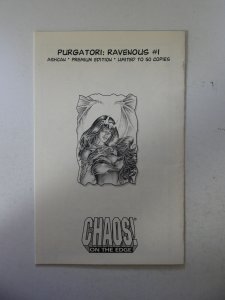 PURGATORI: RAVENOUS #1
ASHCAN * PREMIUM EDITION * LIMITED TO 50 COPIES
CHAOS!
ON THE EDGE